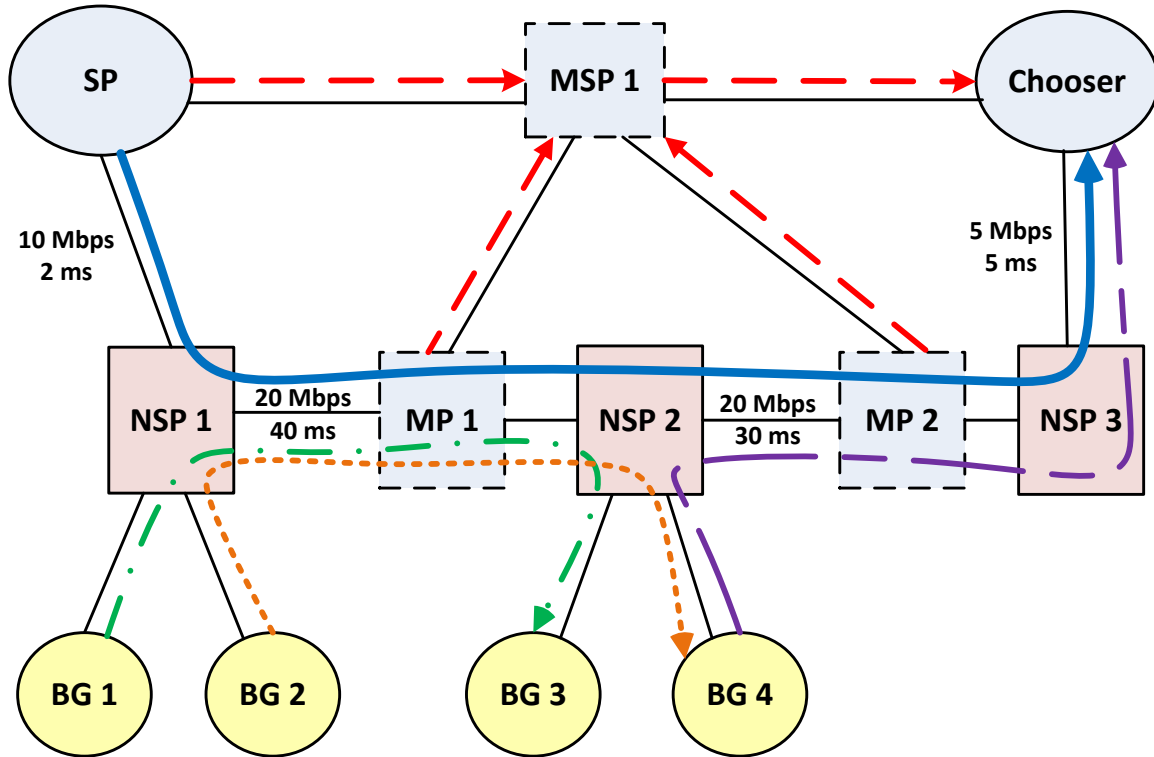 SP
MSP 1
Chooser
10 Mbps
2 ms
5 Mbps
5 ms
NSP 1
20 Mbps
40 ms
MP 1
NSP 2
20 Mbps
30 ms
MP 2
NSP 3
BG 1
BG 2
BG 3
BG 4